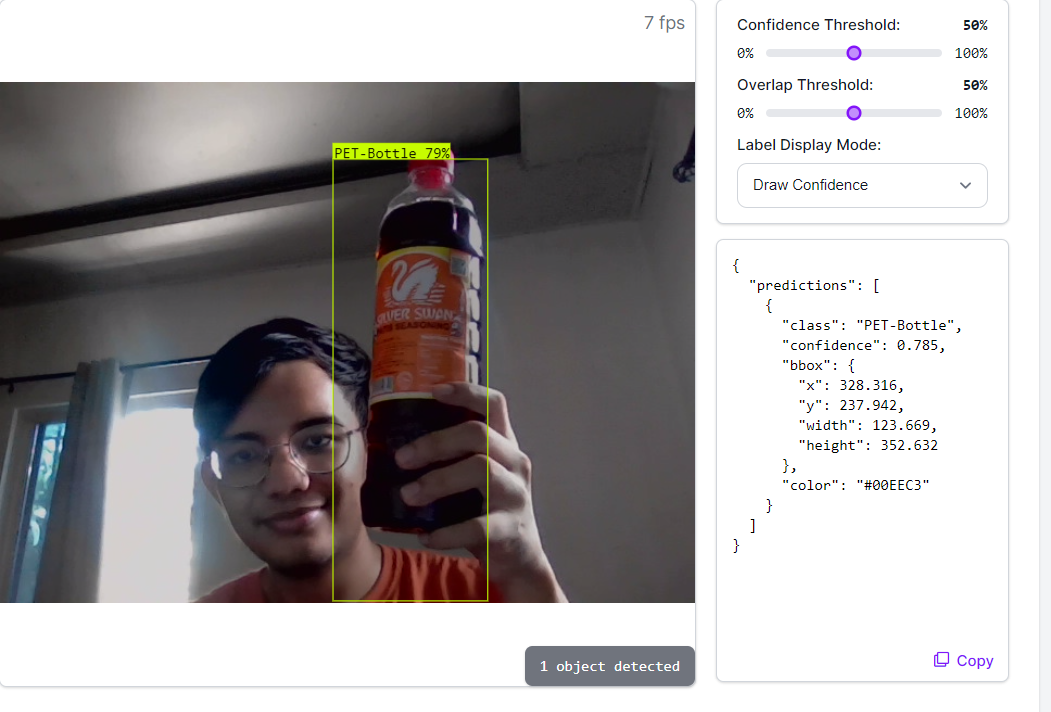 7 fps
PET-Bottle 79%
SILVER SWAN
SEASONING
1 object detected
Confidence Threshold: 50%
0% 100%
Overlap Threshold: 50%
0% 100%
Label Display Mode:
Draw Confidence
{
"predictions": [
{
"class": "PET-Bottle",
"confidence": 0.785,
"bbox": {
"x": 328.316,
"y": 237.942,
"width": 123.669,
"height": 352.632
},
"color": "#00EEC3"
}
]
}
Copy